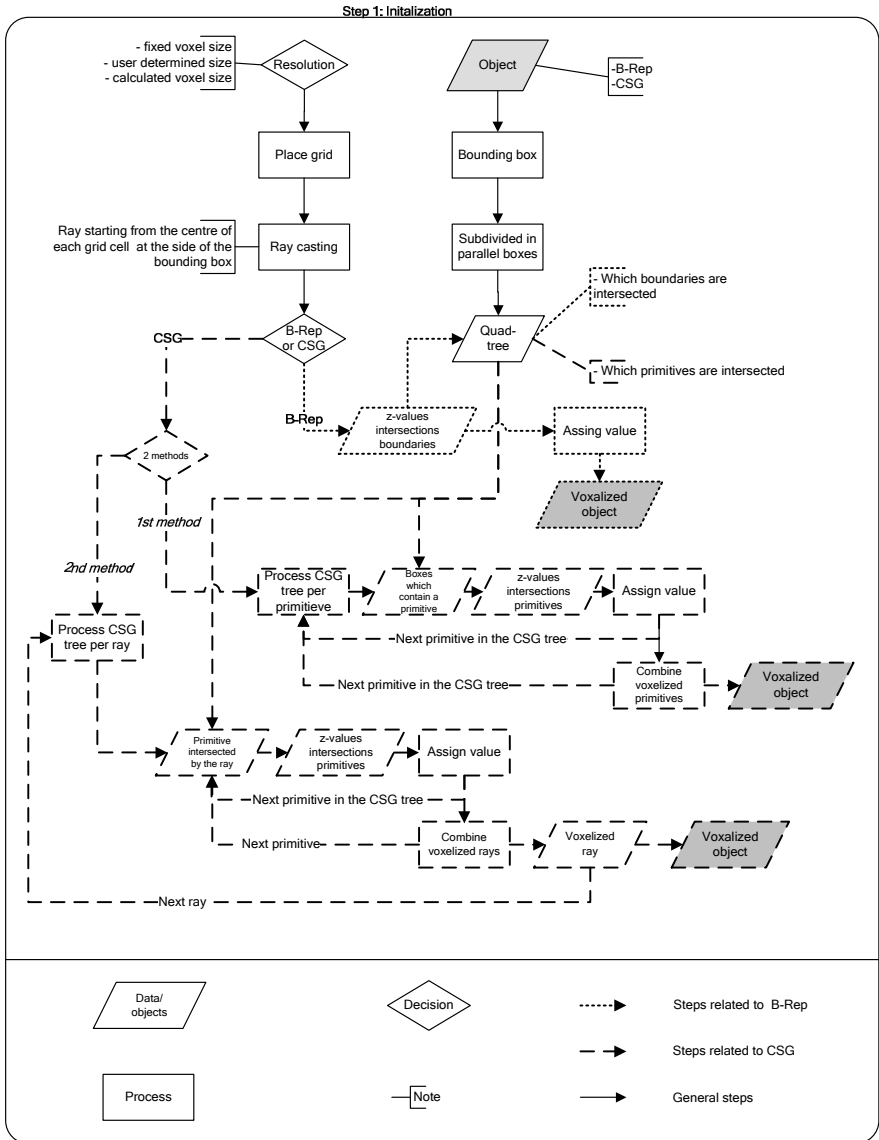 Step 1: Initalization
- fixed voxel size
- user determined size
- calculated voxel size
Resolution
Object
-B-Rep
-CSG
Place grid
Bounding box
Ray starting from the centre of
each grid cell at the side of the
bounding box
Ray casting
Subdivided in
parallel boxes
- Which boundaries are
intersected
CSG
B-Rep
or CSG
Quad-
tree
- Which primitives are intersected
B-Rep
z-values
intersections
boundaries
Assing value
2 methods
Voxalized
object
1st method
2nd method
Process CSG
tree per
primitieve
Boxes
which
contain a
primitive
z-values
intersections
primitives
Assign value
Process CSG
tree per ray
Next primitive in the CSG tree
Next primitive in the CSG tree
Combine
voxelized
primitives
Voxalized
object
Primitive
intersected
by the ray
z-values
intersections
primitives
Assign value
Next primitive in the CSG tree
Next primitive
Combine
voxelized rays
Voxelized
ray
Voxalized
object
Next ray
Data/
objects
Decision
Steps related to B-Rep
Steps related to CSG
Process
Note
General steps